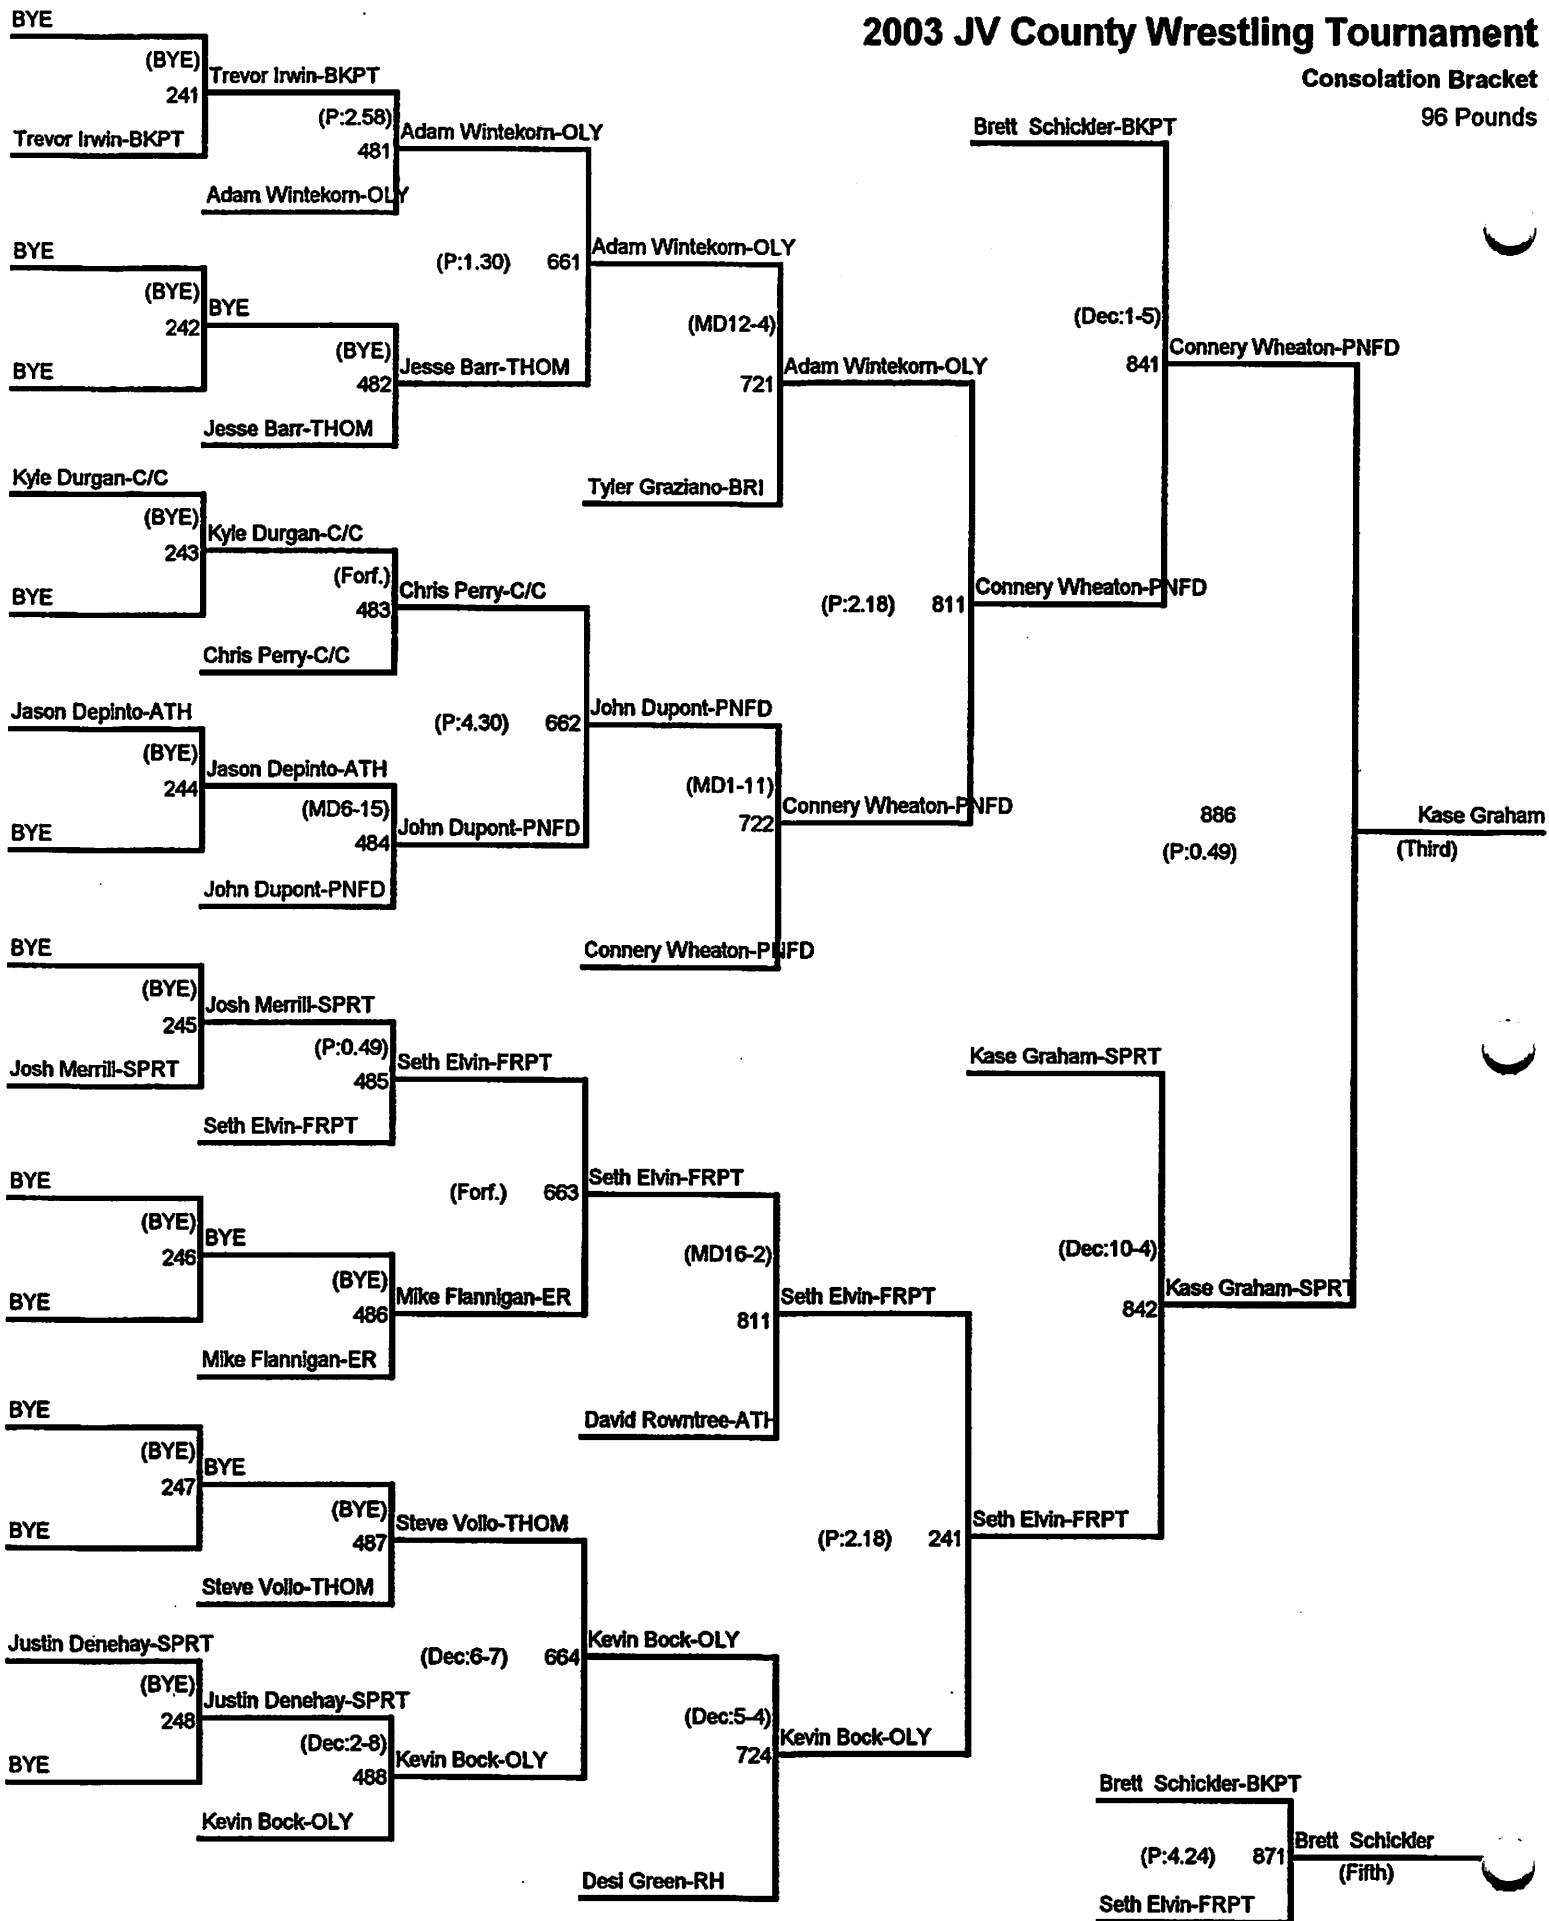 2003 JV County Wrestling Tournament
Consolation Bracket
96 Pounds
BYE
(BYE)
241
Trevor Irwin-BKPT
Trevor Irwin-BKPT
(P:2.58)
481
Adam Wintekorn-OLY
Adam Wintekorn-OLY
BYE
(BYE)
242
BYE
BYE
(BYE)
482
Jesse Barr-THOM
Jesse Barr-THOM
(P:1.30) 661
Adam Wintekorn-OLY
(MD12-4)
721
Adam Wintekorn-OLY
Tyler Graziano-BRI
Kyle Durgan-C/C
(BYE)
243
Kyle Durgan-C/C
BYE
(Forf.)
483
Chris Perry-C/C
Chris Perry-C/C
Jason Depinto-ATH
(BYE)
244
Jason Depinto-ATH
BYE
(MD6-15)
484
John Dupont-PNFD
John Dupont-PNFD
(P:4.30) 662
John Dupont-PNFD
(MD1-11)
722
Connery Wheaton-PNFD
Connery Wheaton-PNFD
(P:2.18) 811
Connery Wheaton-PNFD
Brett Schickler-BKPT
(Dec:1-5)
841
Connery Wheaton-PNFD
886
(P:0.49)
Kase Graham
(Third)
BYE
(BYE)
245
Josh Merrill-SPRT
Josh Merrill-SPRT
(P:0.49)
485
Seth Elvin-FRPT
Seth Elvin-FRPT
BYE
(BYE)
246
BYE
BYE
(BYE)
486
Mike Flannigan-ER
Mike Flannigan-ER
(Forf.) 663
Seth Elvin-FRPT
(MD16-2)
811
Seth Elvin-FRPT
David Rowntree-ATH
BYE
(BYE)
247
BYE
BYE
(BYE)
487
Steve Vollo-THOM
Steve Vollo-THOM
Justin Denehay-SPRT
(BYE)
248
Justin Denehay-SPRT
BYE
(Dec:2-8)
488
Kevin Bock-OLY
Kevin Bock-OLY
(Dec:6-7) 664
Kevin Bock-OLY
(Dec:5-4)
724
Kevin Bock-OLY
Desi Green-RH
(P:2.18) 241
Seth Elvin-FRPT
Kase Graham-SPRT
(Dec:10-4)
842
Kase Graham-SPRT
Brett Schickler-BKPT
(P:4.24) 871
Brett Schickler
(Fifth)
Seth Elvin-FRPT